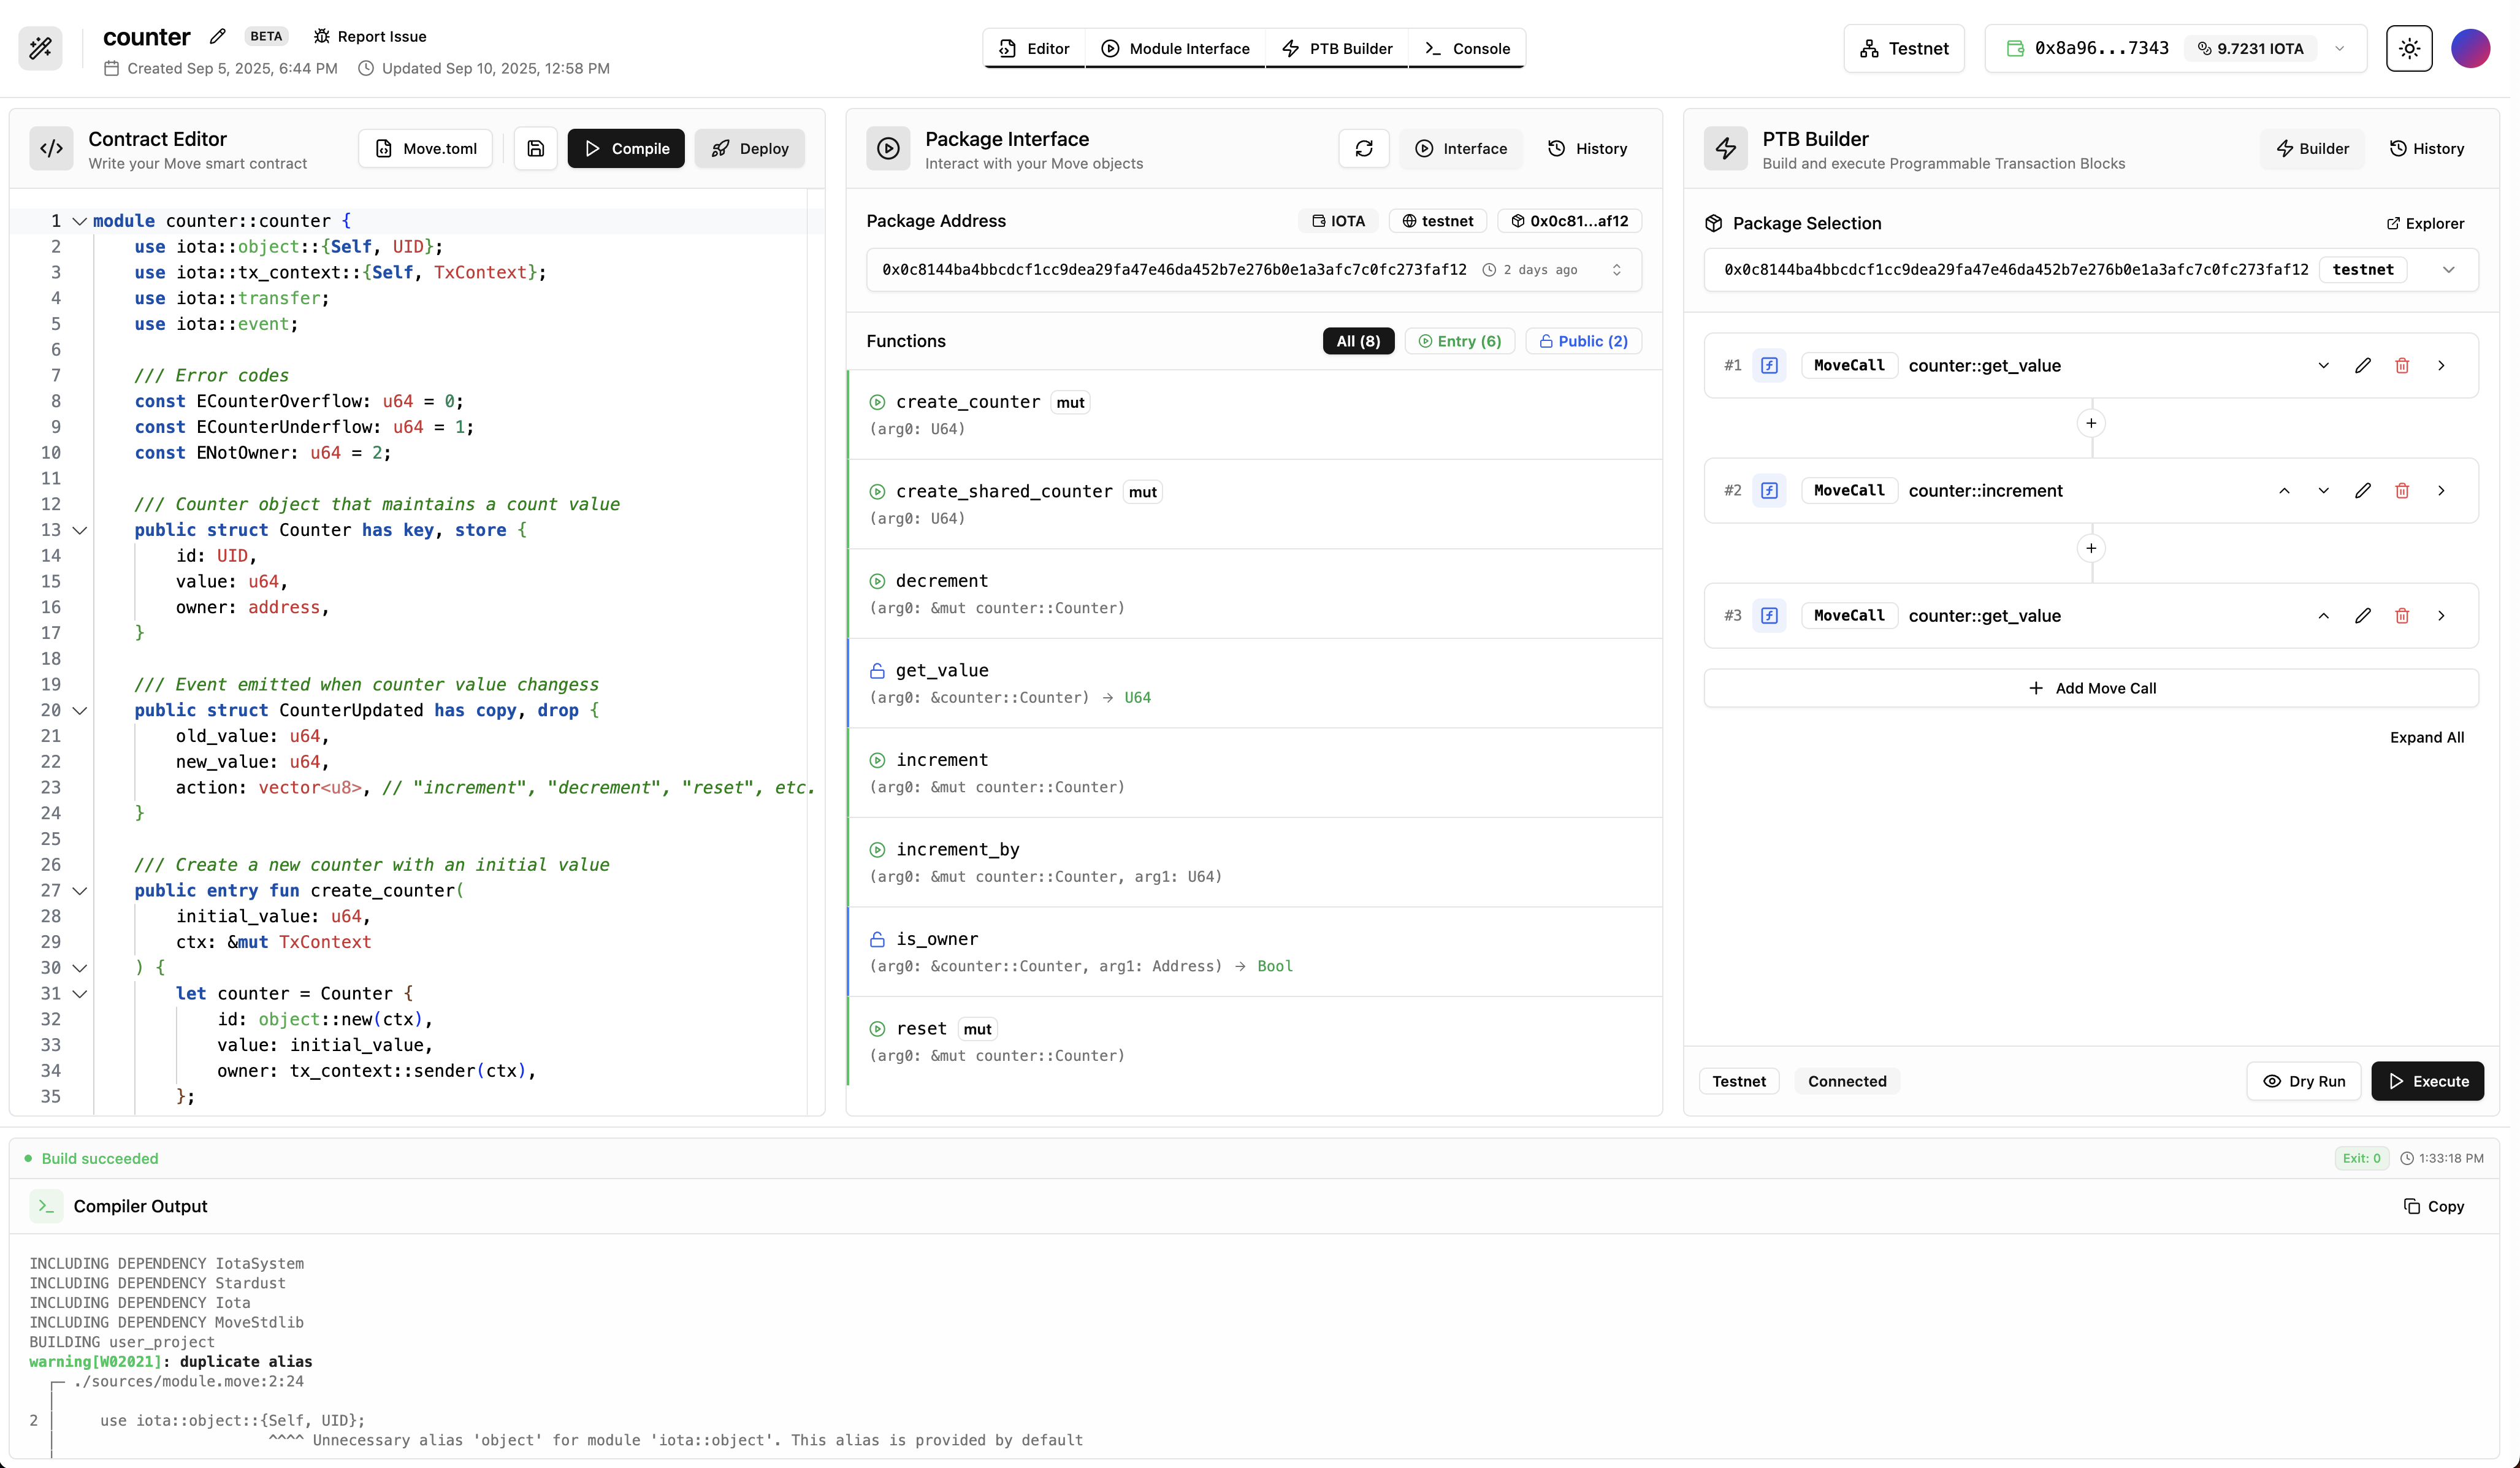 counter BETA Report Issue
Created Sep 5, 2025, 6:44 PM Updated Sep 10, 2025, 12:58 PM
Editor Module Interface PTB Builder Console
Testnet 0x8a96...7343 9.7231 IOTA
Contract Editor
Write your Move smart contract
Move.toml Compile Deploy
1 module counter::counter {
2 use iota::object::{Self, UID};
3 use iota::tx_context::{Self, TxContext};
4 use iota::transfer;
5 use iota::event;
6
7 /// Error codes
8 const ECounterOverflow: u64 = 0;
9 const ECounterUnderflow: u64 = 1;
10 const ENotOwner: u64 = 2;
11
12 /// Counter object that maintains a count value
13 public struct Counter has key, store {
14 id: UID,
15 value: u64,
16 owner: address,
17 }
18
19 /// Event emitted when counter value changess
20 public struct CounterUpdated has copy, drop {
21 old_value: u64,
22 new_value: u64,
23 action: vector<u8>, // "increment", "decrement", "reset", etc.
24 }
25
26 /// Create a new counter with an initial value
27 public entry fun create_counter(
28 initial_value: u64,
29 ctx: &mut TxContext
30 ) {
31 let counter = Counter {
32 id: object::new(ctx),
33 value: initial_value,
34 owner: tx_context::sender(ctx),
35 };
Package Interface
Interact with your Move objects
Interface History
Package Address IOTA testnet 0x0c81...af12
0x0c8144ba4bbcdcf1cc9dea29fa47e46da452b7e276b0e1a3afc7c0fc273faf12 2 days ago
Functions All (8) Entry (6) Public (2)
create_counter mut
(arg0: U64)
create_shared_counter mut
(arg0: U64)
decrement
(arg0: &mut counter::Counter)
get_value
(arg0: &counter::Counter) → U64
increment
(arg0: &mut counter::Counter)
increment_by
(arg0: &mut counter::Counter, arg1: U64)
is_owner
(arg0: &counter::Counter, arg1: Address) → Bool
reset mut
(arg0: &mut counter::Counter)
PTB Builder
Build and execute Programmable Transaction Blocks
Builder History
Package Selection Explorer
0x0c8144ba4bbcdcf1cc9dea29fa47e46da452b7e276b0e1a3afc7c0fc273faf12 testnet
#1 MoveCall counter::get_value
#2 MoveCall counter::increment
#3 MoveCall counter::get_value
+ Add Move Call
Expand All
Testnet Connected Dry Run Execute
Build succeeded Exit: 0 1:33:18 PM
Compiler Output Copy
INCLUDING DEPENDENCY IotaSystem
INCLUDING DEPENDENCY Stardust
INCLUDING DEPENDENCY Iota
INCLUDING DEPENDENCY MoveStdlib
BUILDING user_project
warning[W02021]: duplicate alias
┌─ ./sources/module.move:2:24
│
2 │ use iota::object::{Self, UID};
│ ^^^^ Unnecessary alias 'object' for module 'iota::object'. This alias is provided by default